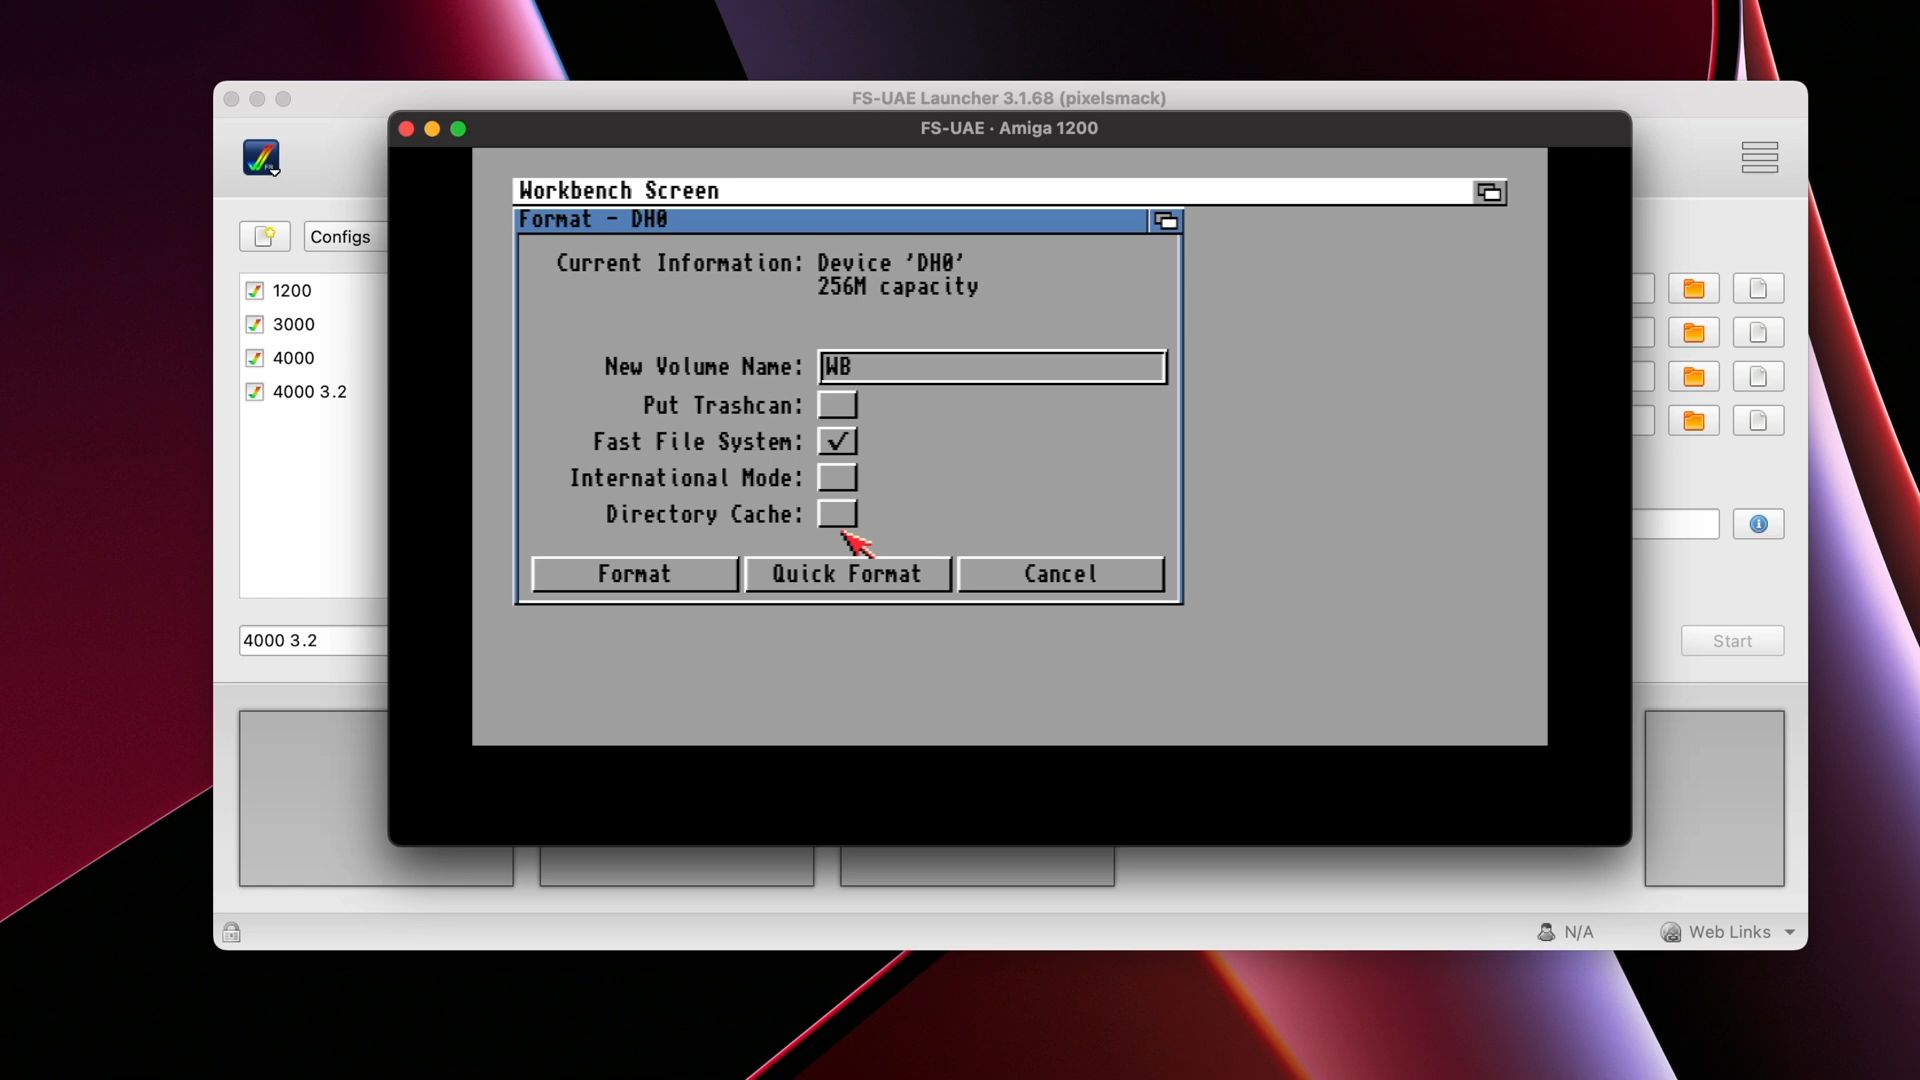 FS-UAE Launcher 3.1.68 (pixelsmack)
FS-UAE · Amiga 1200
Configs
1200
3000
4000
4000 3.2
4000 3.2
Workbench Screen
Format - DH0
Current Information: Device 'DH0'
256M capacity
New Volume Name: WB
Put Trashcan:
Fast File System: ✓
International Mode:
Directory Cache:
Format
Quick Format
Cancel
Start
N/A
Web Links